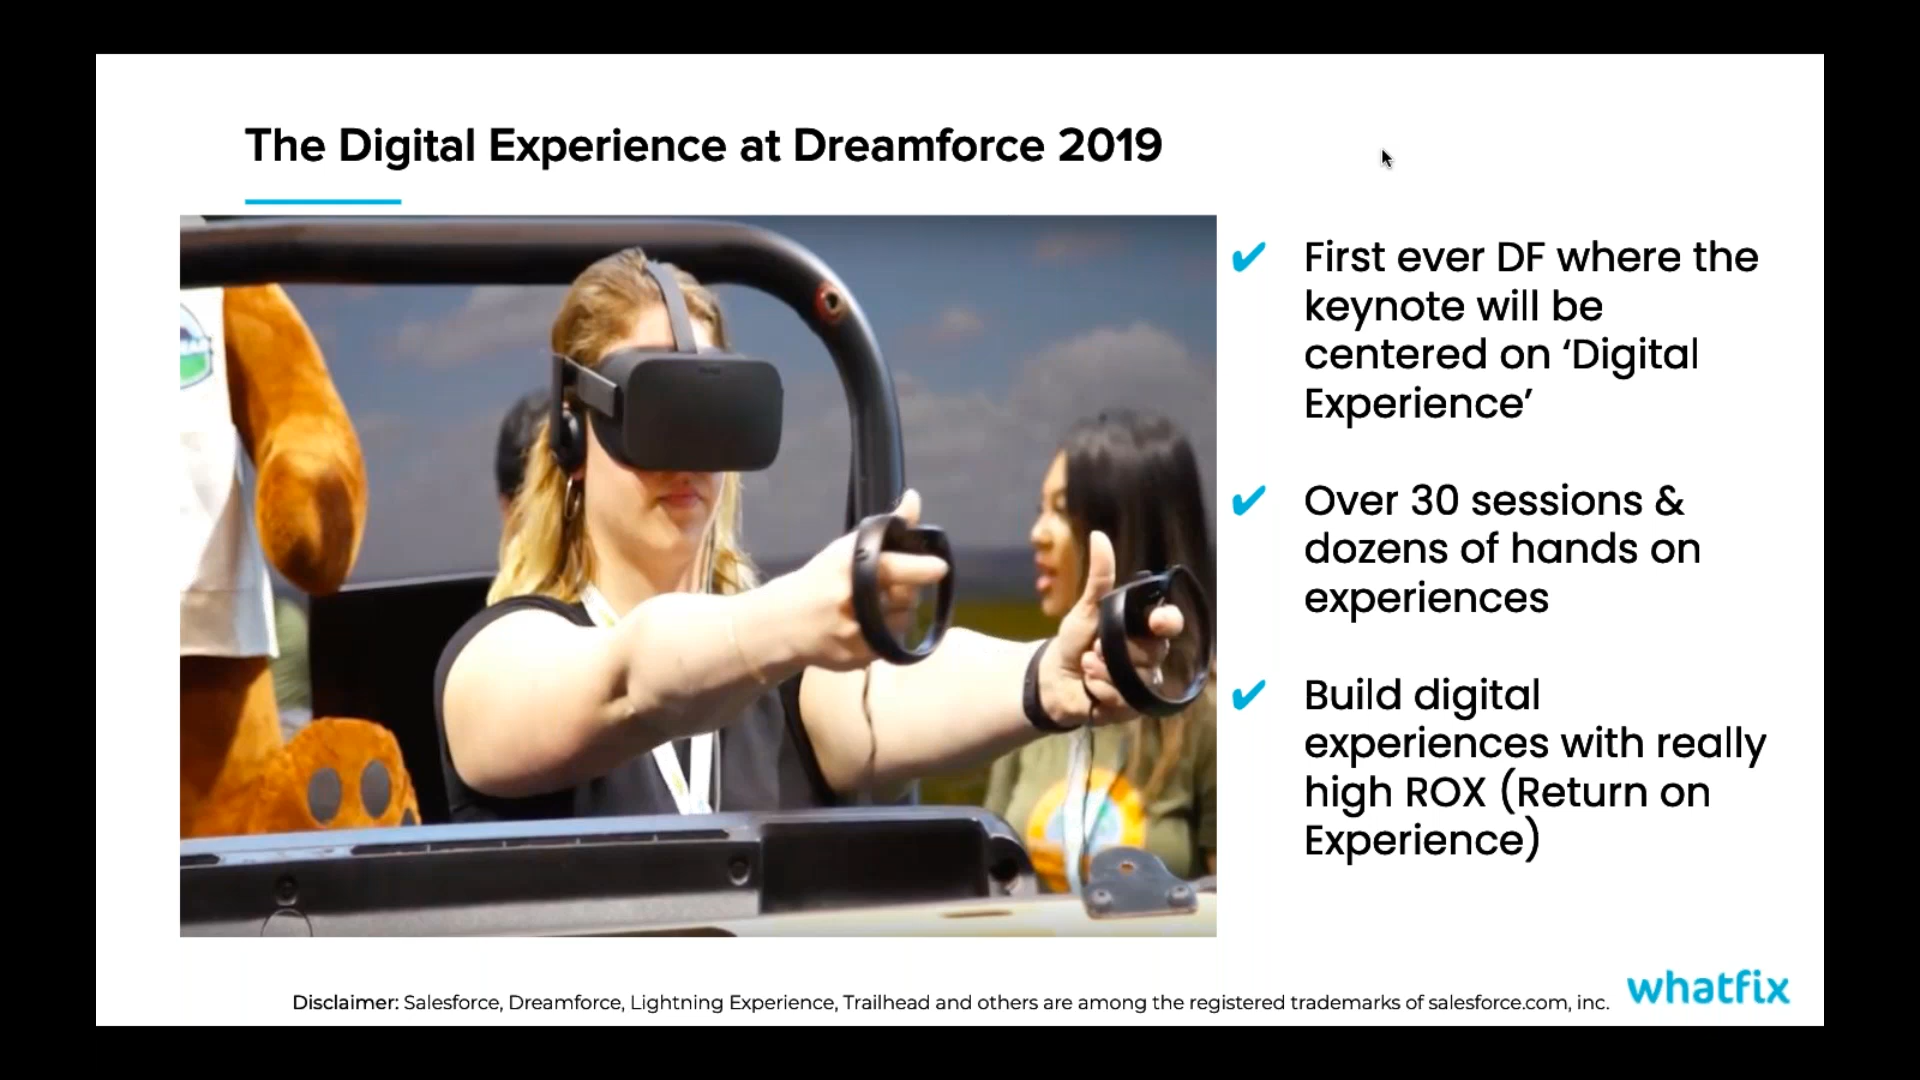 The Digital Experience at Dreamforce 2019
✔ First ever DF where the
keynote will be
centered on ‘Digital
Experience’
✔ Over 30 sessions &
dozens of hands on
experiences
✔ Build digital
experiences with really
high ROX (Return on
Experience)
Disclaimer: Salesforce, Dreamforce, Lightning Experience, Trailhead and others are among the registered trademarks of salesforce.com, inc.
whatfix